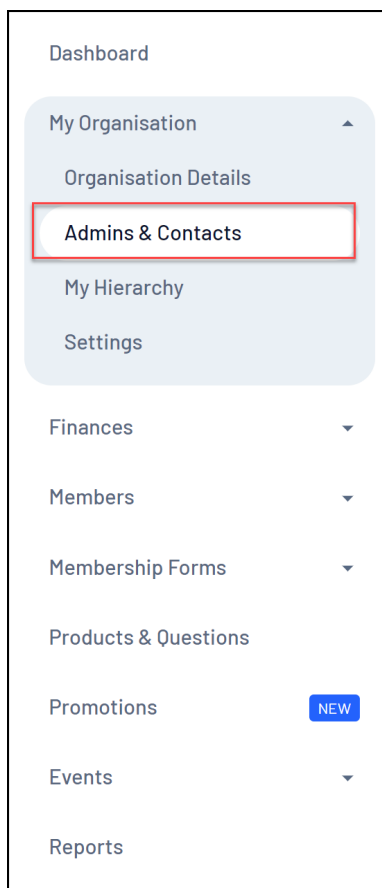 Dashboard
My Organisation
Organisation Details
Admins & Contacts
My Hierarchy
Settings
Finances
Members
Membership Forms
Products & Questions
Promotions NEW
Events
Reports